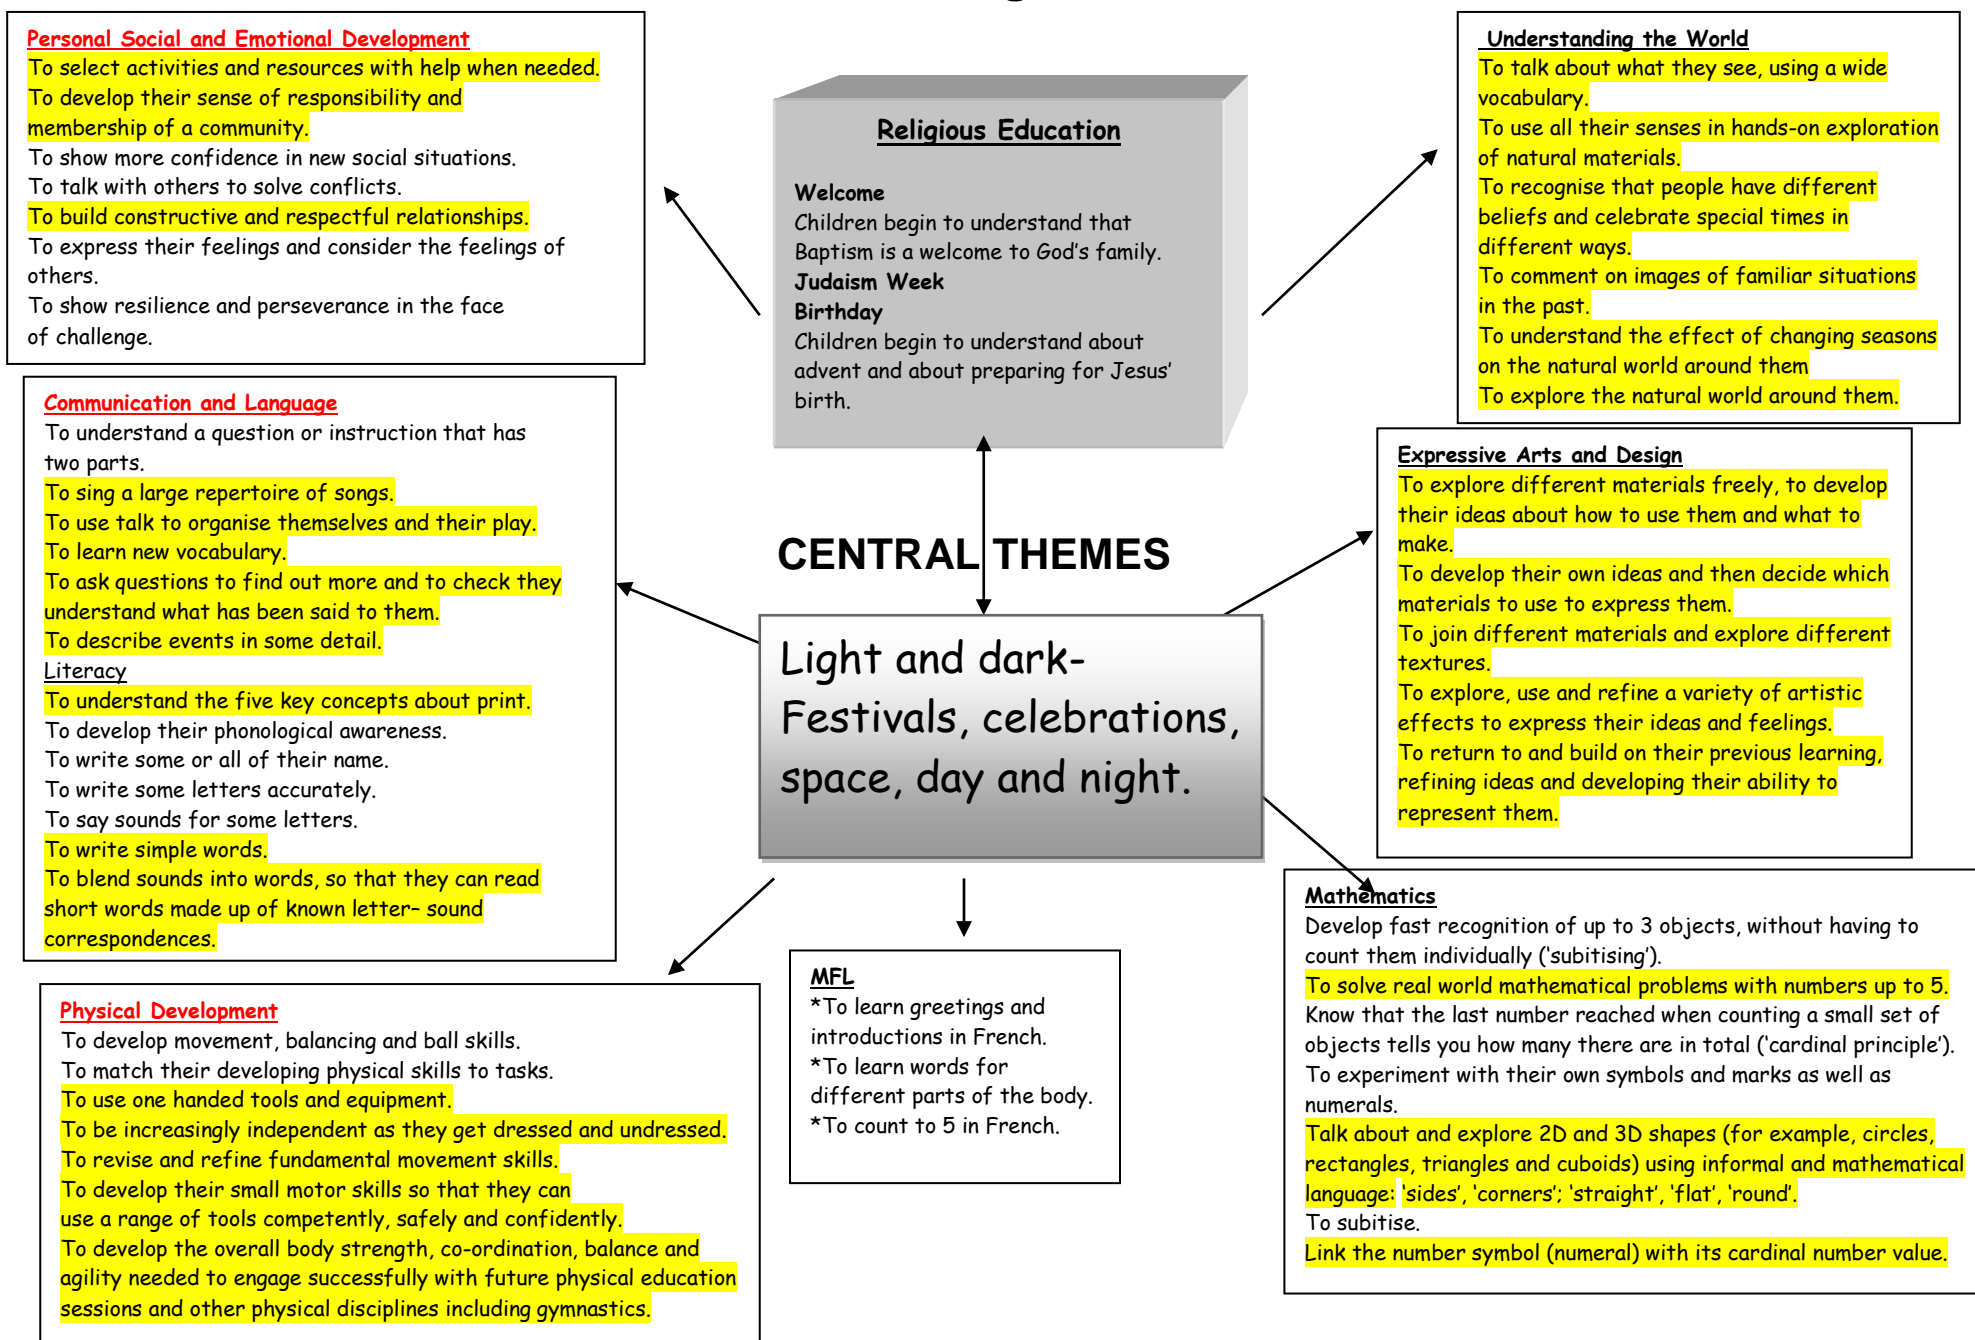 Personal Social and Emotional Development
To select activities and resources with help when needed.
To develop their sense of responsibility and
membership of a community.
To show more confidence in new social situations.
To talk with others to solve conflicts.
To build constructive and respectful relationships.
To express their feelings and consider the feelings of
others.
To show resilience and perseverance in the face
of challenge.
Religious Education
Welcome
Children begin to understand that
Baptism is a welcome to God's family.
Judaism Week
Birthday
Children begin to understand about
advent and about preparing for Jesus'
birth.
Understanding the World
To talk about what they see, using a wide
vocabulary.
To use all their senses in hands-on exploration
of natural materials.
To recognise that people have different
beliefs and celebrate special times in
different ways.
To comment on images of familiar situations
in the past.
To understand the effect of changing seasons
on the natural world around them
To explore the natural world around them.
Communication and Language
To understand a question or instruction that has
two parts.
To sing a large repertoire of songs.
To use talk to organise themselves and their play.
To learn new vocabulary.
To ask questions to find out more and to check they
understand what has been said to them.
To describe events in some detail.
Literacy
To understand the five key concepts about print.
To develop their phonological awareness.
To write some or all of their name.
To write some letters accurately.
To say sounds for some letters.
To write simple words.
To blend sounds into words, so that they can read
short words made up of known letter– sound
correspondences.
CENTRAL THEMES
Light and dark-
Festivals, celebrations,
space, day and night.
Expressive Arts and Design
To explore different materials freely, to develop
their ideas about how to use them and what to
make.
To develop their own ideas and then decide which
materials to use to express them.
To join different materials and explore different
textures.
To explore, use and refine a variety of artistic
effects to express their ideas and feelings.
To return to and build on their previous learning,
refining ideas and developing their ability to
represent them.
Physical Development
To develop movement, balancing and ball skills.
To match their developing physical skills to tasks.
To use one handed tools and equipment.
To be increasingly independent as they get dressed and undressed.
To revise and refine fundamental movement skills.
To develop their small motor skills so that they can
use a range of tools competently, safely and confidently.
To develop the overall body strength, co-ordination, balance and
agility needed to engage successfully with future physical education
sessions and other physical disciplines including gymnastics.
MFL
*To learn greetings and
introductions in French.
*To learn words for
different parts of the body.
*To count to 5 in French.
Mathematics
Develop fast recognition of up to 3 objects, without having to
count them individually ('subitising').
To solve real world mathematical problems with numbers up to 5.
Know that the last number reached when counting a small set of
objects tells you how many there are in total ('cardinal principle').
To experiment with their own symbols and marks as well as
numerals.
Talk about and explore 2D and 3D shapes (for example, circles,
rectangles, triangles and cuboids) using informal and mathematical
language: 'sides', 'corners'; 'straight', 'flat', 'round'.
To subitise.
Link the number symbol (numeral) with its cardinal number value.